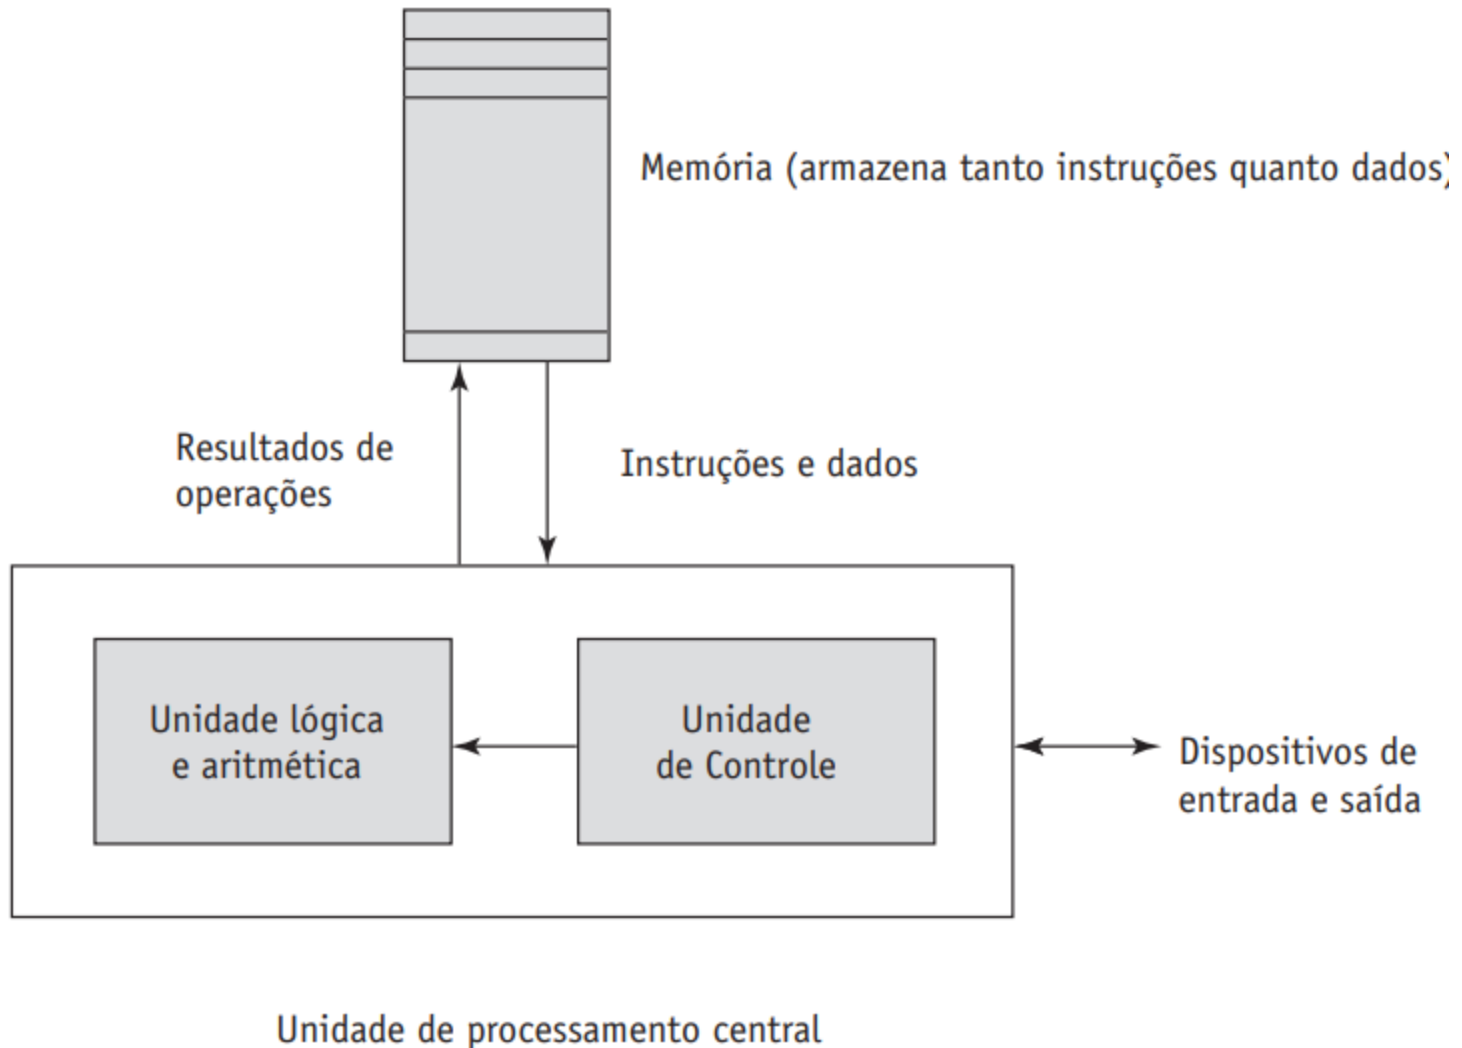 Memória (armazena tanto instruções quanto dados)
Resultados de
operações
Instruções e dados
Unidade lógica
e aritmética
Unidade
de Controle
Dispositivos de
entrada e saída
Unidade de processamento central